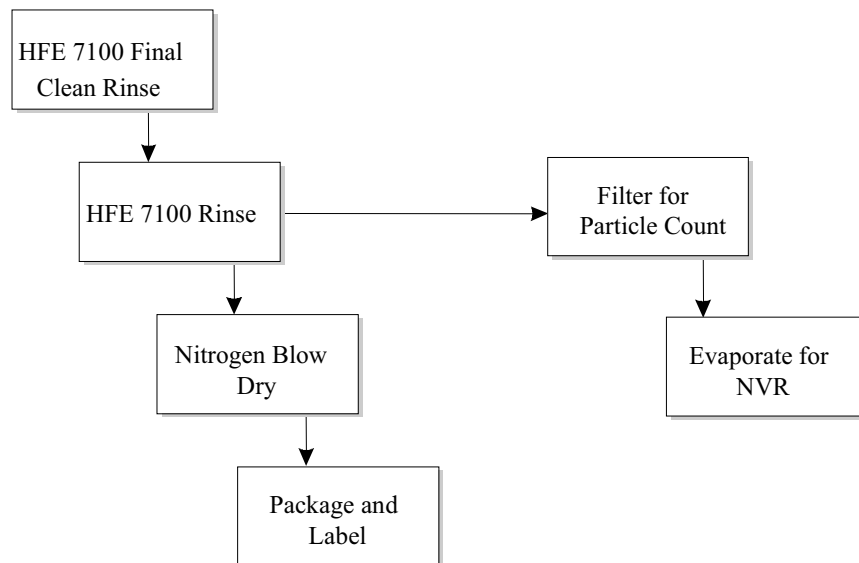 HFE 7100 Final
Clean Rinse
HFE 7100 Rinse
Filter for
Particle Count
Nitrogen Blow
Dry
Evaporate for
NVR
Package and
Label